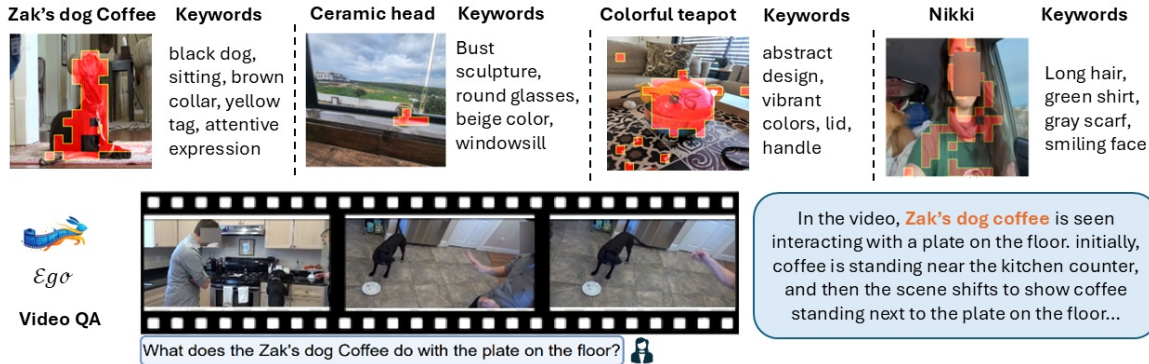 Zak's dog Coffee
Keywords
black dog,
sitting, brown
collar, yellow
tag, attentive
expression
Ceramic head
Keywords
Bust
sculpture,
round glasses,
beige color,
windowsill
Colorful teapot
Keywords
abstract
design,
vibrant
colors, lid,
handle
Nikki
Keywords
Long hair,
green shirt,
gray scarf,
smiling face
Ego
Video QA
What does the Zak's dog Coffee do with the plate on the floor?
In the video, Zak's dog coffee is seen
interacting with a plate on the floor. initially,
coffee is standing near the kitchen counter,
and then the scene shifts to show coffee
standing next to the plate on the floor...